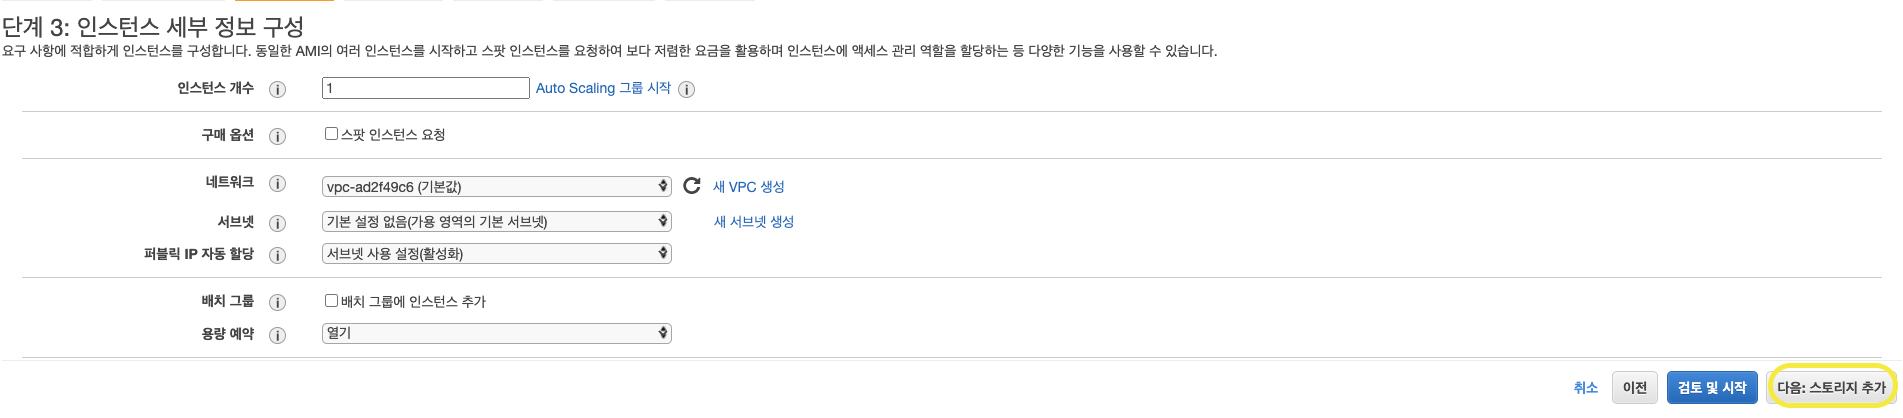 단계 3: 인스턴스 세부 정보 구성
요구 사항에 적합하게 인스턴스를 구성합니다. 동일한 AMI의 여러 인스턴스를 시작하고 스팟 인스턴스를 요청하여 보다 저렴한 요금을 활용하며 인스턴스에 액세스 관리 역할을 할당하는 등 다양한 기능을 사용할 수 있습니다.
인스턴스 개수 i 1 Auto Scaling 그룹 시작 i
구매 옵션 i 스팟 인스턴스 요청
네트워크 i vpc-ad2f49c6 (기본값) 새 VPC 생성
서브넷 i 기본 설정 없음(가용 영역의 기본 서브넷) 새 서브넷 생성
퍼블릭 IP 자동 할당 i 서브넷 사용 설정(활성화)
배치 그룹 i 배치 그룹에 인스턴스 추가
용량 예약 i 열기
취소 이전 검토 및 시작 다음: 스토리지 추가